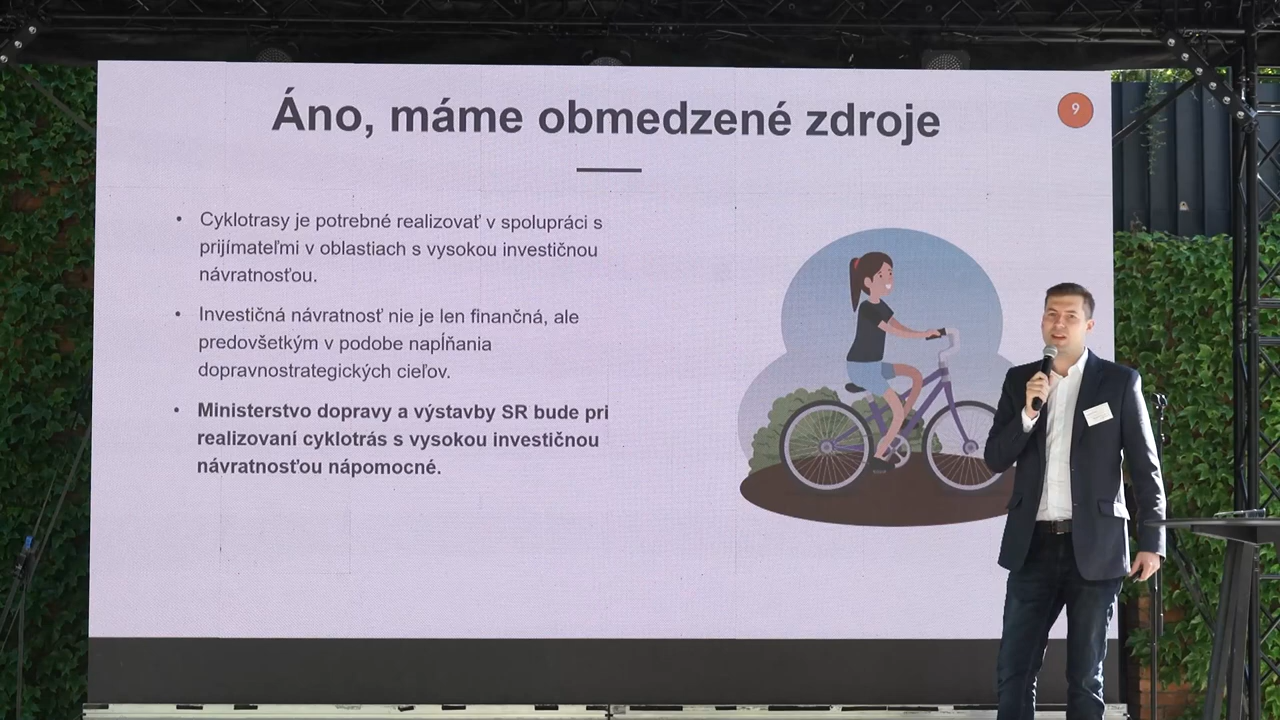 Áno, máme obmedzené zdroje
9
• Cyklotrasy je potrebné realizovať v spolupráci s
prijímateľmi v oblastiach s vysokou investičnou
návratnosťou.
• Investičná návratnosť nie je len finančná, ale
predovšetkým v podobe napĺňania
dopravnostrategických cieľov.
• Ministerstvo dopravy a výstavby SR bude pri
realizovaní cyklotrás s vysokou investičnou
návratnosťou nápomocné.